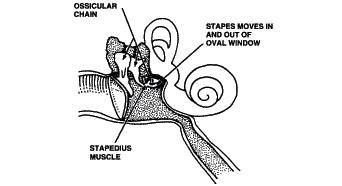 OSSICULAR
CHAIN
STAPES MOVES IN
AND OUT OF
OVAL WINDOW
STAPEDIUS
MUSCLE